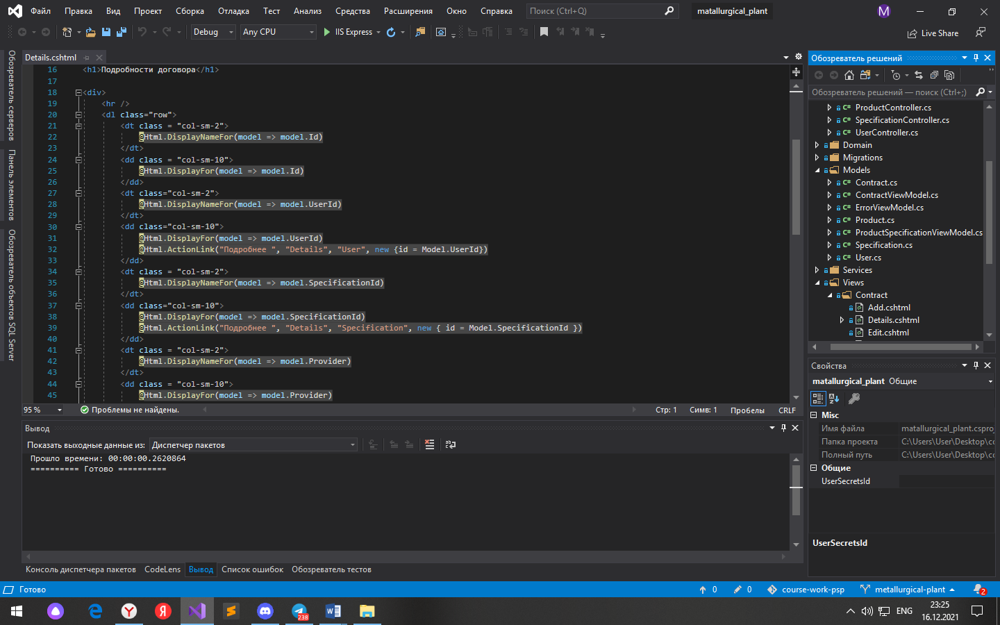 Файл Правка Вид Проект Сборка Отладка Тест Анализ Средства Расширения Окно Справка Поиск (Ctrl+Q) matallurgical_plant M
Debug Any CPU IIS Express Live Share
Обозреватель серверов
Панель элементов
Обозреватель объектов SQL Server
Details.cshtml
16 <h1>Подробности договора</h1>
17
18 <div>
19 <hr />
20 <dl class="row">
21 <dt class = "col-sm-2">
22 @Html.DisplayNameFor(model => model.Id)
23 </dt>
24 <dd class = "col-sm-10">
25 @Html.DisplayFor(model => model.Id)
26 </dd>
27 <dt class="col-sm-2">
28 @Html.DisplayNameFor(model => model.UserId)
29 </dt>
30 <dd class="col-sm-10">
31 @Html.DisplayFor(model => model.UserId)
32 @Html.ActionLink("Подробнее ", "Details", "User", new {id = Model.UserId})
33 </dd>
34 <dt class = "col-sm-2">
35 @Html.DisplayNameFor(model => model.SpecificationId)
36 </dt>
37 <dd class="col-sm-10">
38 @Html.DisplayFor(model => model.SpecificationId)
39 @Html.ActionLink("Подробнее ", "Details", "Specification", new { id = Model.SpecificationId })
40 </dd>
41 <dt class = "col-sm-2">
42 @Html.DisplayNameFor(model => model.Provider)
43 </dt>
44 <dd class = "col-sm-10">
45 @Html.DisplayFor(model => model.Provider)
95 % Проблемы не найдены. Стр: 1 Симв: 1 Пробелы CRLF
Вывод
Показать выходные данные из: Диспетчер пакетов
Прошло времени: 00:00:00.2620864
========== Готово ==========
Консоль диспетчера пакетов CodeLens Вывод Список ошибок Обозреватель тестов
Обозреватель решений
Обозреватель решений — поиск (Ctrl+;)
C# ProductController.cs
C# SpecificationController.cs
C# UserController.cs
Domain
Migrations
Models
C# Contract.cs
C# ContractViewModel.cs
C# ErrorViewModel.cs
C# Product.cs
C# ProductSpecificationViewModel.cs
C# Specification.cs
C# User.cs
Services
Views
Contract
Add.cshtml
Details.cshtml
Edit.cshtml
Свойства
matallurgical_plant Общие
Misc
Имя файла matallurgical_plant.csproj
Папка проекта C:\Users\User\Desktop\co
Полный путь C:\Users\User\Desktop\co
Общие
UserSecretsId
UserSecretsId
Готово 0 0 course-work-psp metallurgical-plant 2
Я 238 ENG 23:25
16.12.2021